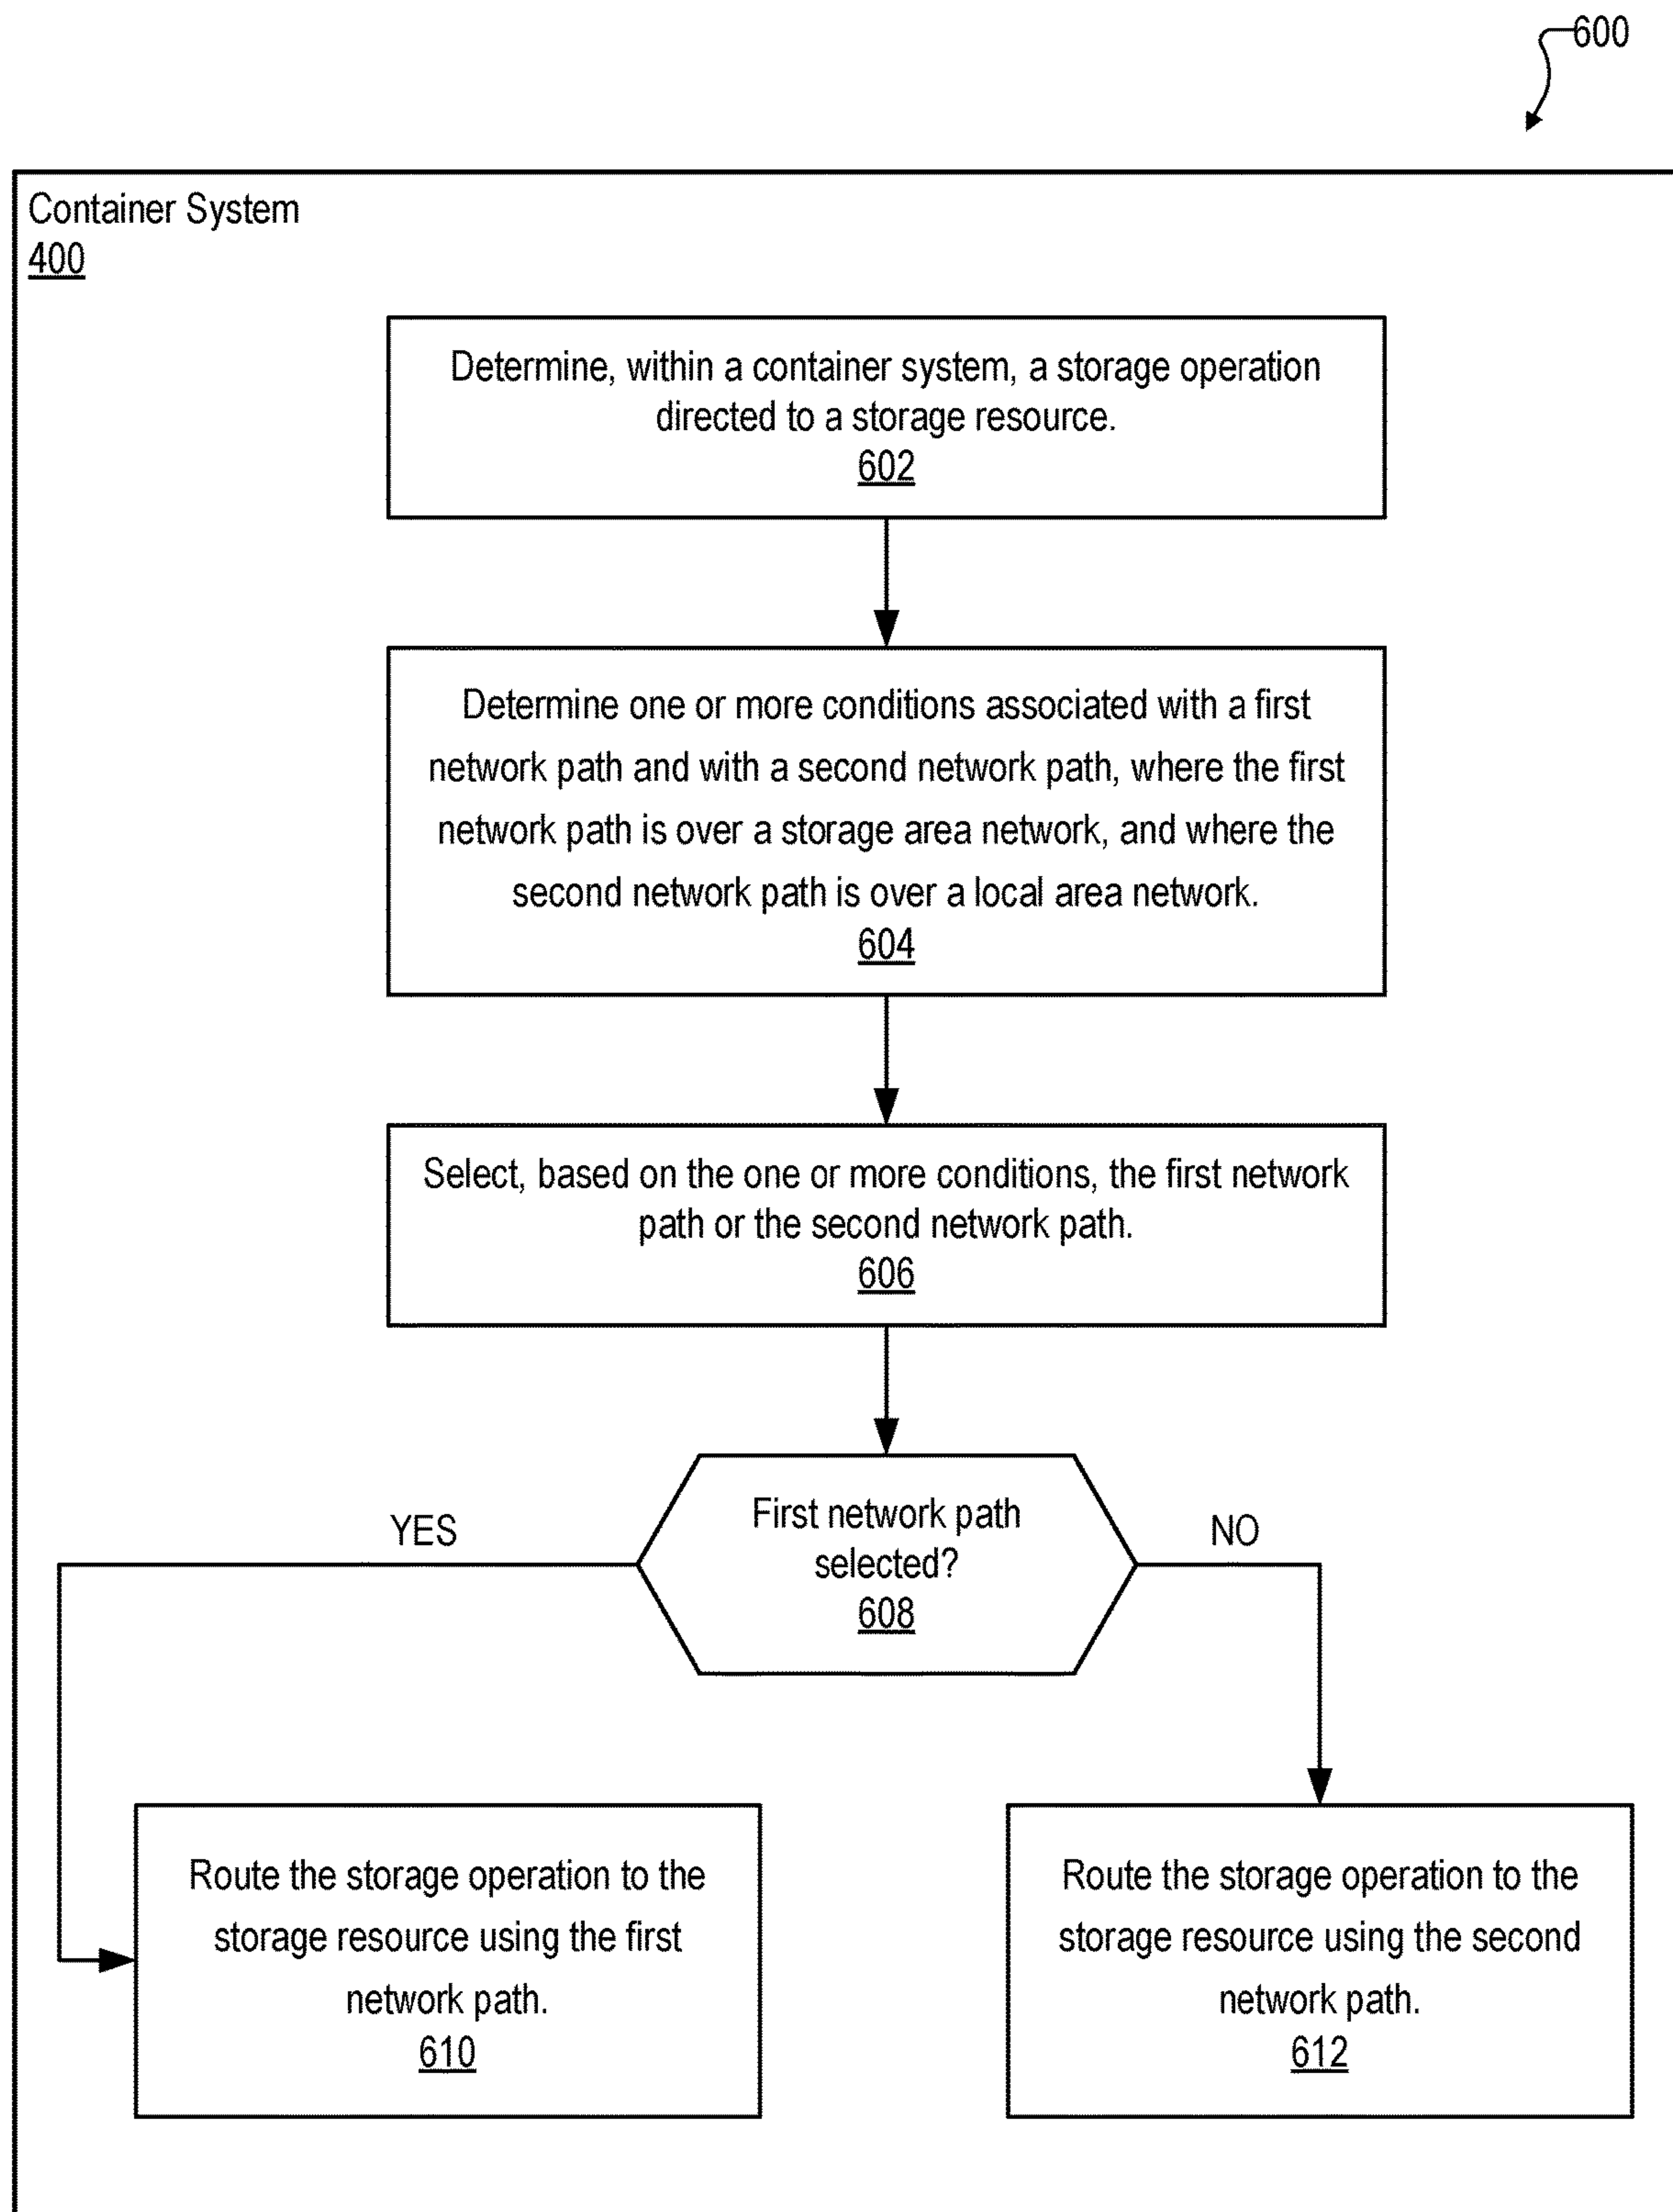 600
Container System
400
Determine, within a container system, a storage operation
directed to a storage resource.
602
Determine one or more conditions associated with a first
network path and with a second network path, where the first
network path is over a storage area network, and where the
second network path is over a local area network.
604
Select, based on the one or more conditions, the first network
path or the second network path.
606
First network path
selected?
608
YES
NO
Route the storage operation to the
storage resource using the first
network path.
610
Route the storage operation to the
storage resource using the second
network path.
612